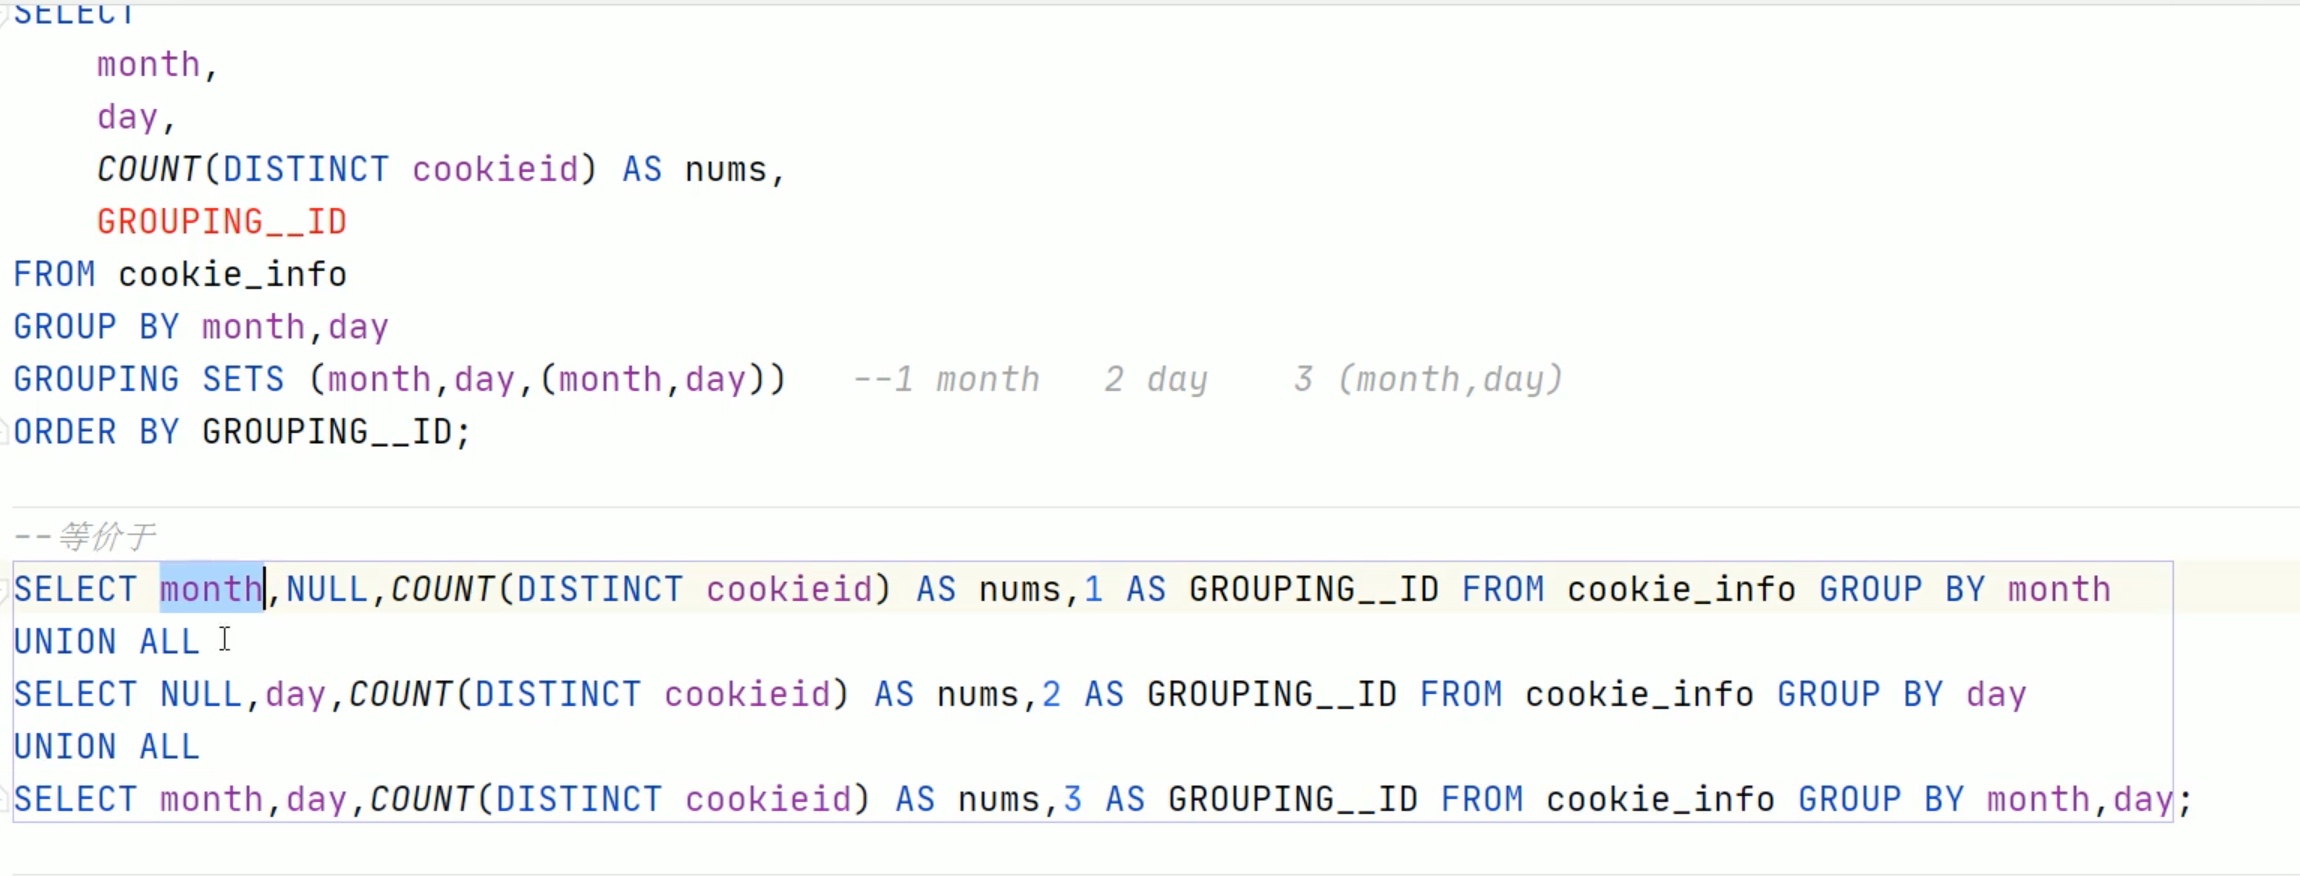 SELECT
month,
day,
COUNT(DISTINCT cookieid) AS nums,
GROUPING__ID
FROM cookie_info
GROUP BY month,day
GROUPING SETS (month,day,(month,day))   --1 month   2 day    3 (month,day)
ORDER BY GROUPING__ID;
--等价于
SELECT month,NULL,COUNT(DISTINCT cookieid) AS nums,1 AS GROUPING__ID FROM cookie_info GROUP BY month
UNION ALL
SELECT NULL,day,COUNT(DISTINCT cookieid) AS nums,2 AS GROUPING__ID FROM cookie_info GROUP BY day
UNION ALL
SELECT month,day,COUNT(DISTINCT cookieid) AS nums,3 AS GROUPING__ID FROM cookie_info GROUP BY month,day;